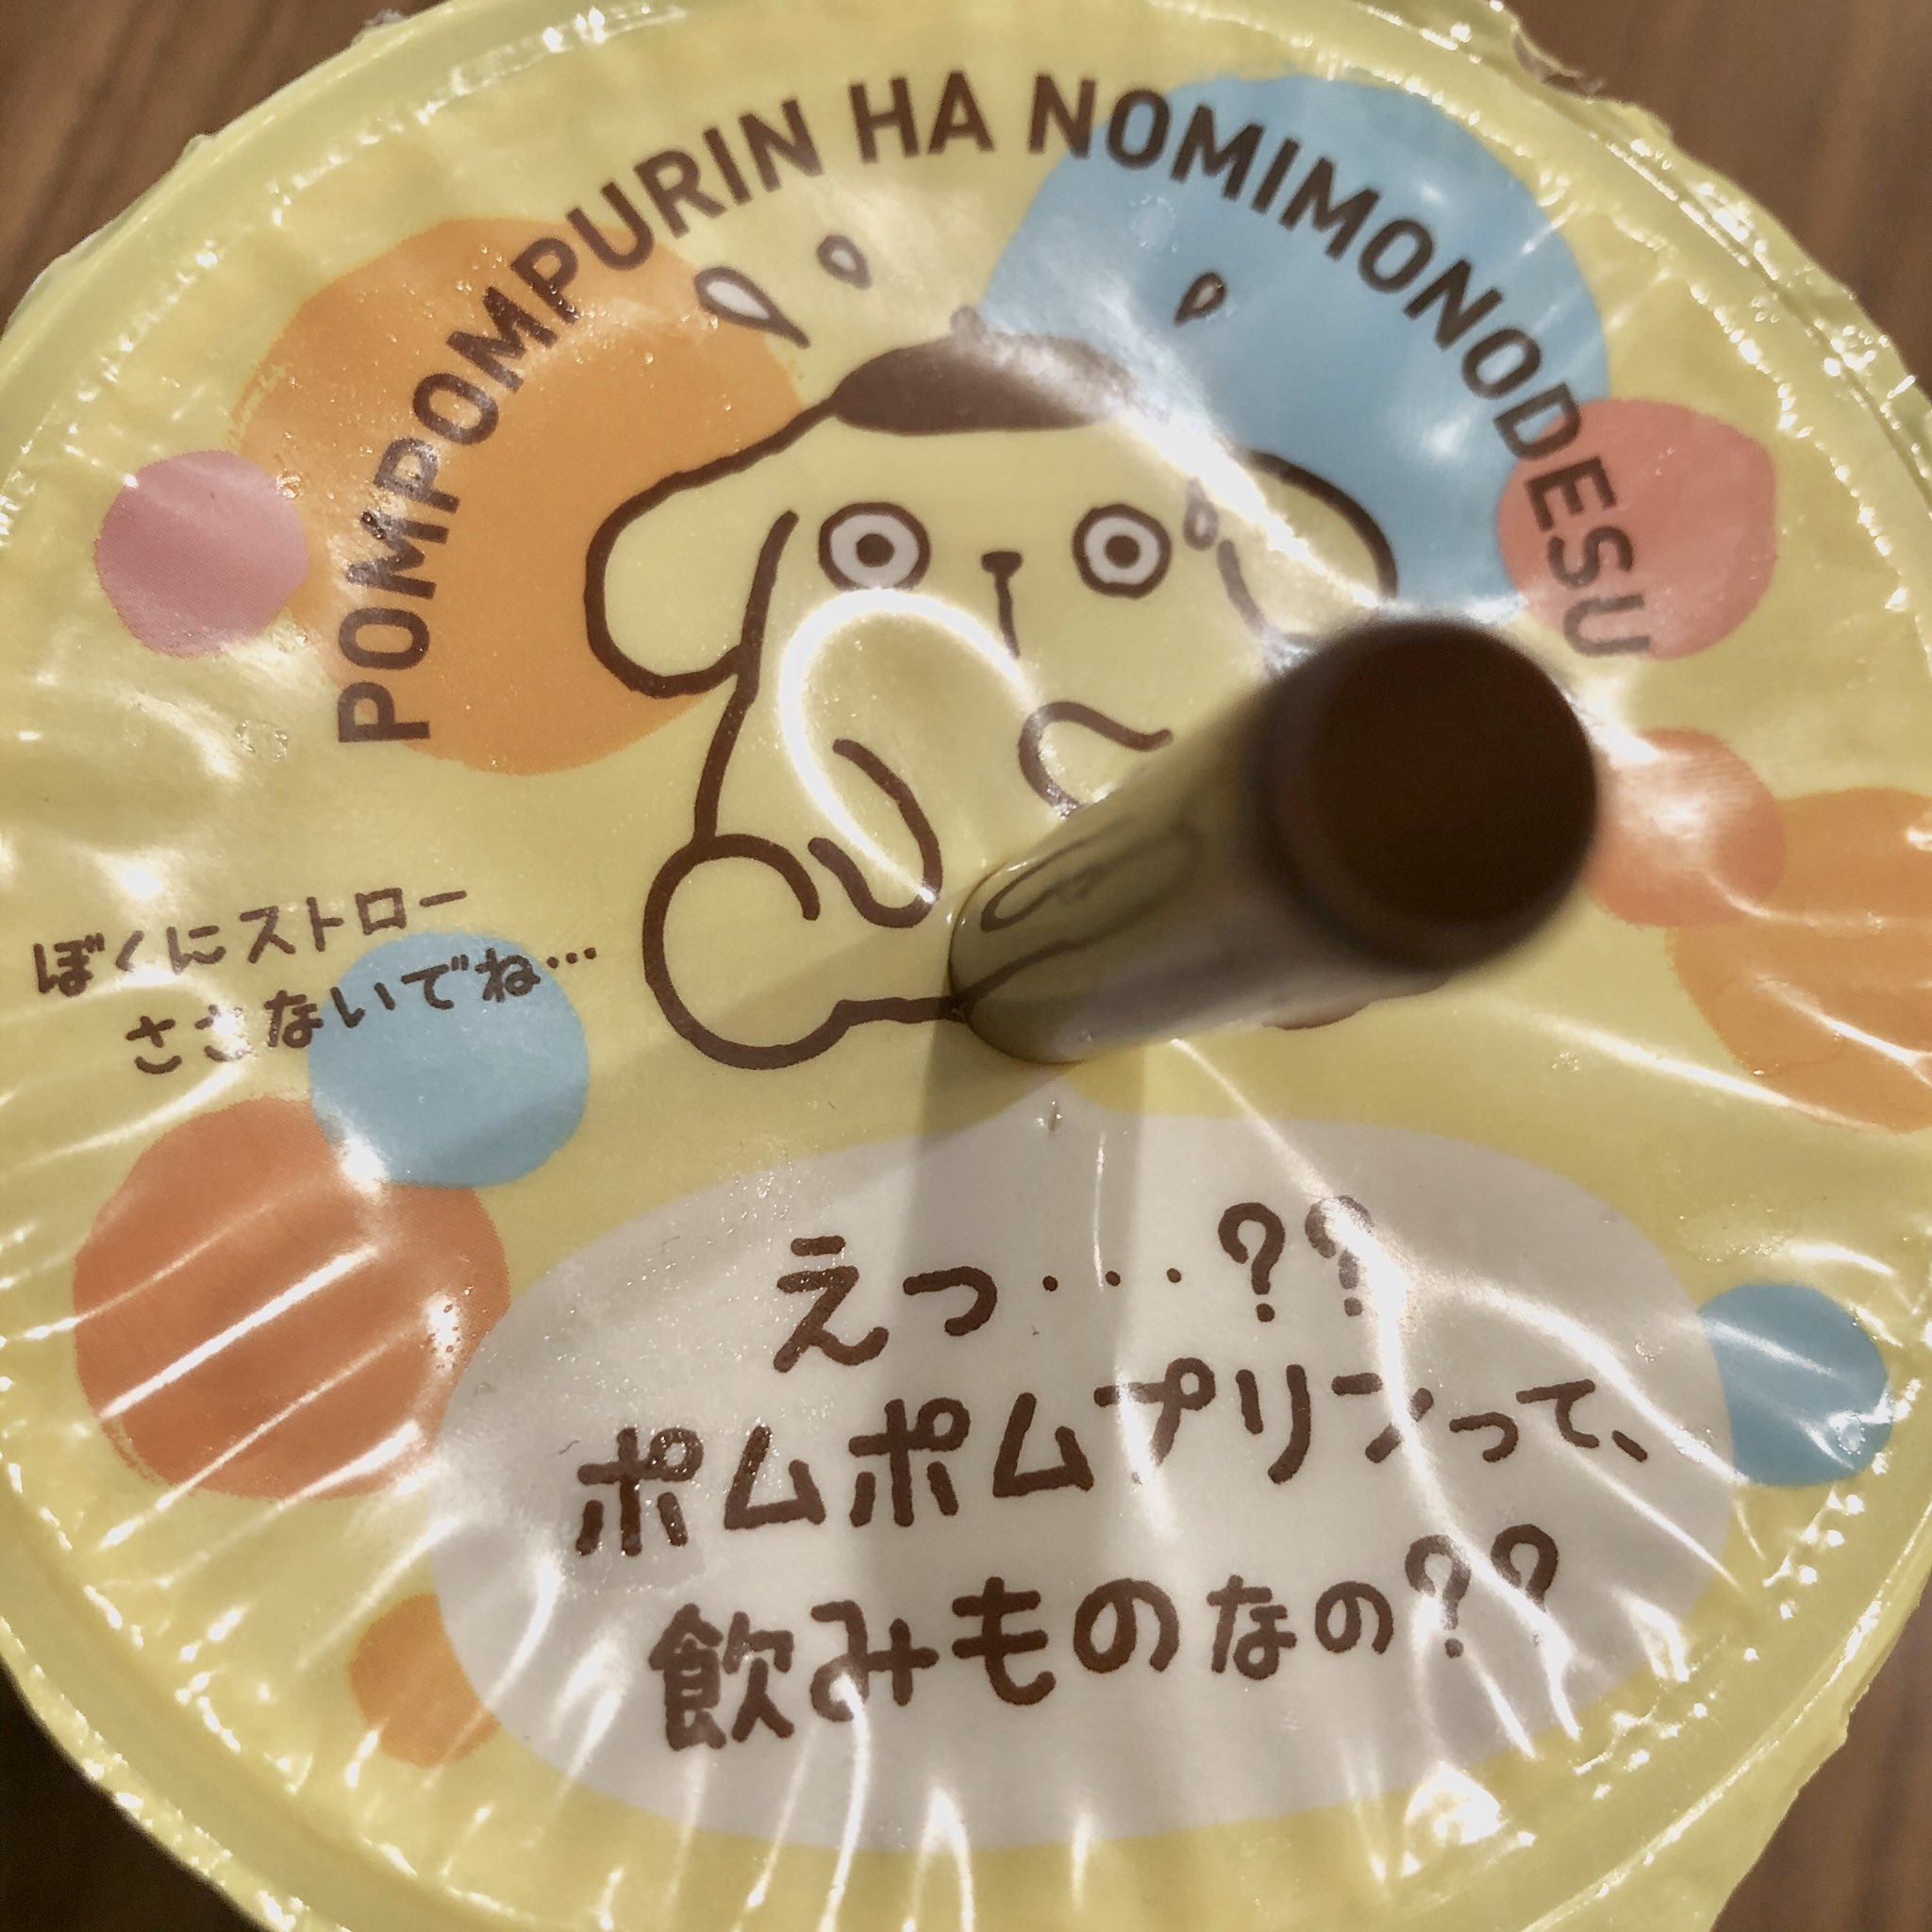 POMPOMPURIN HA NOMIMONODESU
ぼくにストロー
ささないでね…
えっ・・・??
ポムポムプリンって、
飲みものなの??